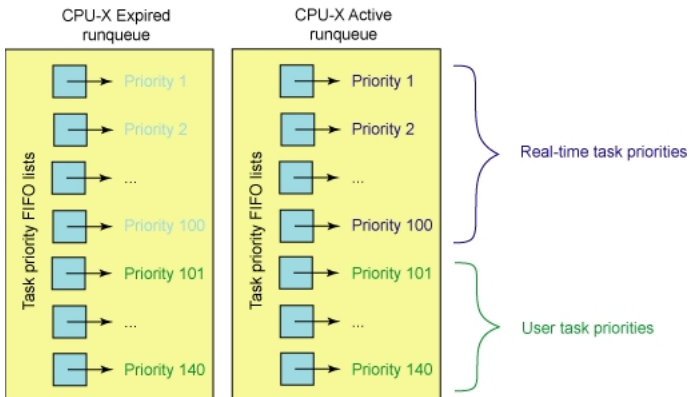 CPU-X Expired
runqueue
Task priority FIFO lists
Priority 1
Priority 2
...
Priority 100
Priority 101
...
Priority 140
CPU-X Active
runqueue
Task priority FIFO lists
Priority 1
Priority 2
...
Priority 100
Priority 101
...
Priority 140
Real-time task priorities
User task priorities